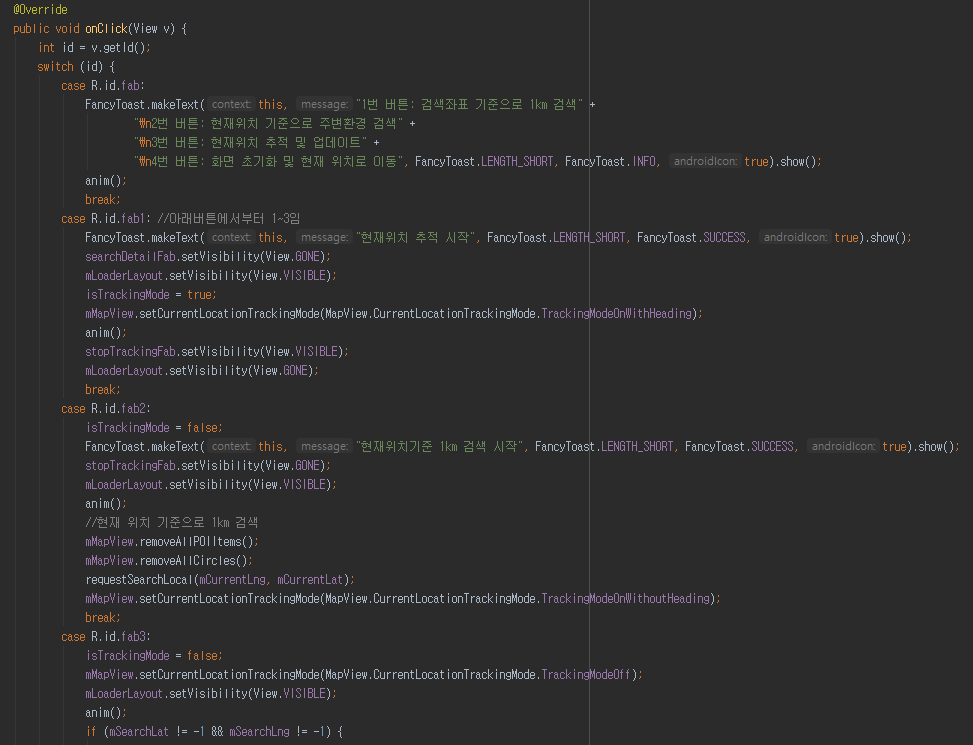 @Override
public void onClick(View v) {
int id = v.getId();
switch (id) {
case R.id.fab:
FancyToast.makeText( context: this, message: "1번 버튼: 검색좌표 기준으로 1km 검색" +
"₩n2번 버튼: 현재위치 기준으로 주변환경 검색" +
"₩n3번 버튼: 현재위치 추적 및 업데이트" +
"₩n4번 버튼: 화면 초기화 및 현재 위치로 이동", FancyToast.LENGTH_SHORT, FancyToast.INFO, androidIcon: true).show();
anim();
break;
case R.id.fab1: //아래버튼에서부터 1~3임
FancyToast.makeText( context: this, message: "현재위치 추적 시작", FancyToast.LENGTH_SHORT, FancyToast.SUCCESS, androidIcon: true).show();
searchDetailFab.setVisibility(View.GONE);
mLoaderLayout.setVisibility(View.VISIBLE);
isTrackingMode = true;
mMapView.setCurrentLocationTrackingMode(MapView.CurrentLocationTrackingMode.TrackingModeOnWithHeading);
anim();
stopTrackingFab.setVisibility(View.VISIBLE);
mLoaderLayout.setVisibility(View.GONE);
break;
case R.id.fab2:
isTrackingMode = false;
FancyToast.makeText( context: this, message: "현재위치기준 1km 검색 시작", FancyToast.LENGTH_SHORT, FancyToast.SUCCESS, androidIcon: true).show();
stopTrackingFab.setVisibility(View.GONE);
mLoaderLayout.setVisibility(View.VISIBLE);
anim();
//현재 위치 기준으로 1km 검색
mMapView.removeAllPOIItems();
mMapView.removeAllCircles();
requestSearchLocal(mCurrentLng, mCurrentLat);
mMapView.setCurrentLocationTrackingMode(MapView.CurrentLocationTrackingMode.TrackingModeOnWithoutHeading);
break;
case R.id.fab3:
isTrackingMode = false;
mMapView.setCurrentLocationTrackingMode(MapView.CurrentLocationTrackingMode.TrackingModeOff);
mLoaderLayout.setVisibility(View.VISIBLE);
anim();
if (mSearchLat != -1 && mSearchLng != -1) {